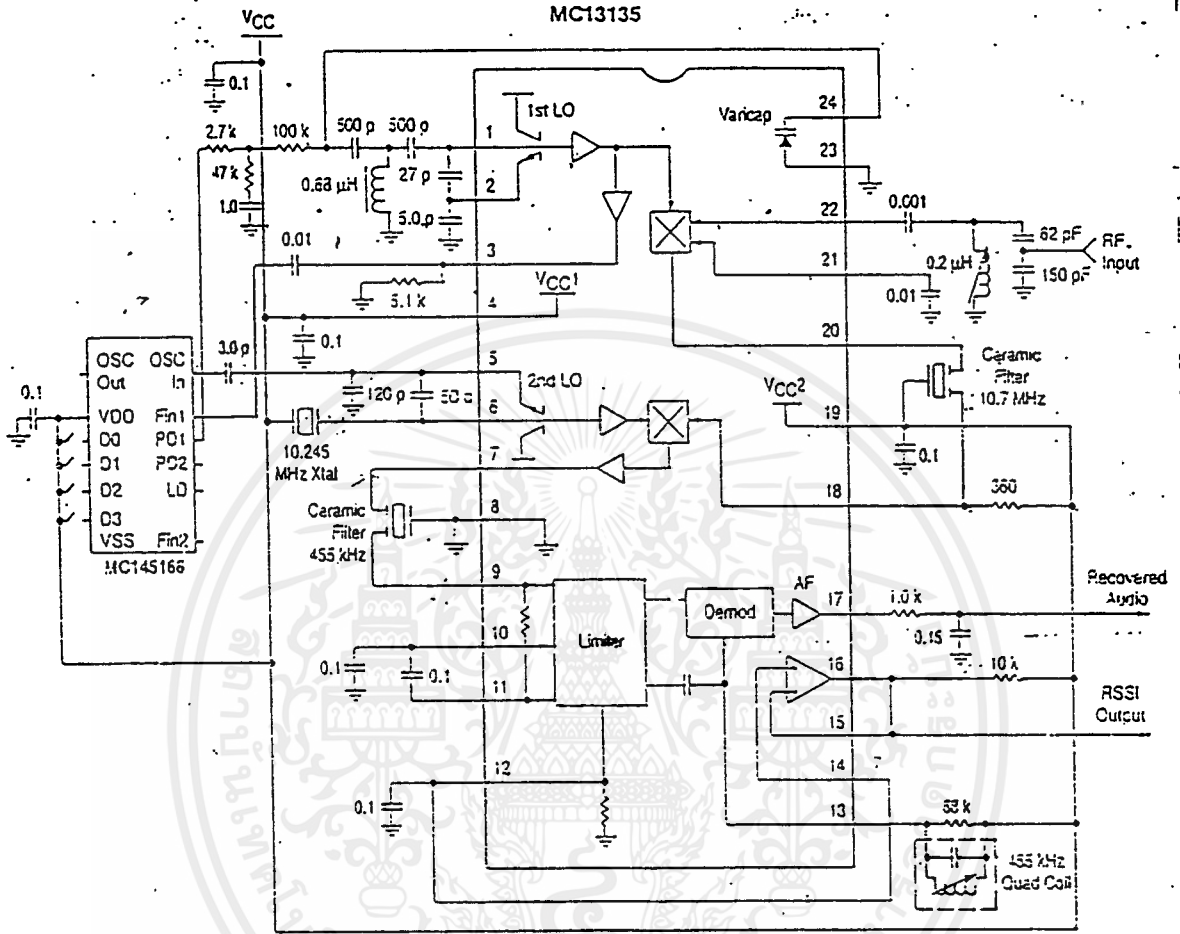 MC13135
VCC
0.1
2.7 k
100 k
500 p
500 p
1
1st LO
Varicap
24
23
47 k
1.0
0.68 µH
27 p
2
5.0 p
22
0.001
62 pF
RF
Input
0.01
3
21
0.2 µH
150 pF
0.01
5.1 k
4
VCC1
0.1
20
Ceramic
Filter
10.7 MHz
3.0 p
5
OSC
Out
OSC
In
0.1
120 p
50 p
2nd LO
VCC2
19
VDD
Fin1
6
D0
PD1
10.245
MHz Xtal
7
0.1
D1
PD2
D2
LD
18
360
D3
8
Ceramic
Filter
455 kHz
VSS
Fin2
MC145166
9
Limiter
Demod
AF
17
1.0 k
Recovered
Audio
0.15
10
0.1
0.1
11
16
10 k
RSSI
Output
15
14
12
0.1
13
455 kHz
Quad Coil